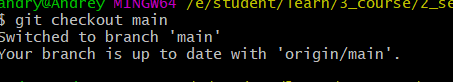 andry@Andrey MINGW64 /e/student/learn/3_course/2_se
$ git checkout main
Switched to branch 'main'
Your branch is up to date with 'origin/main'.